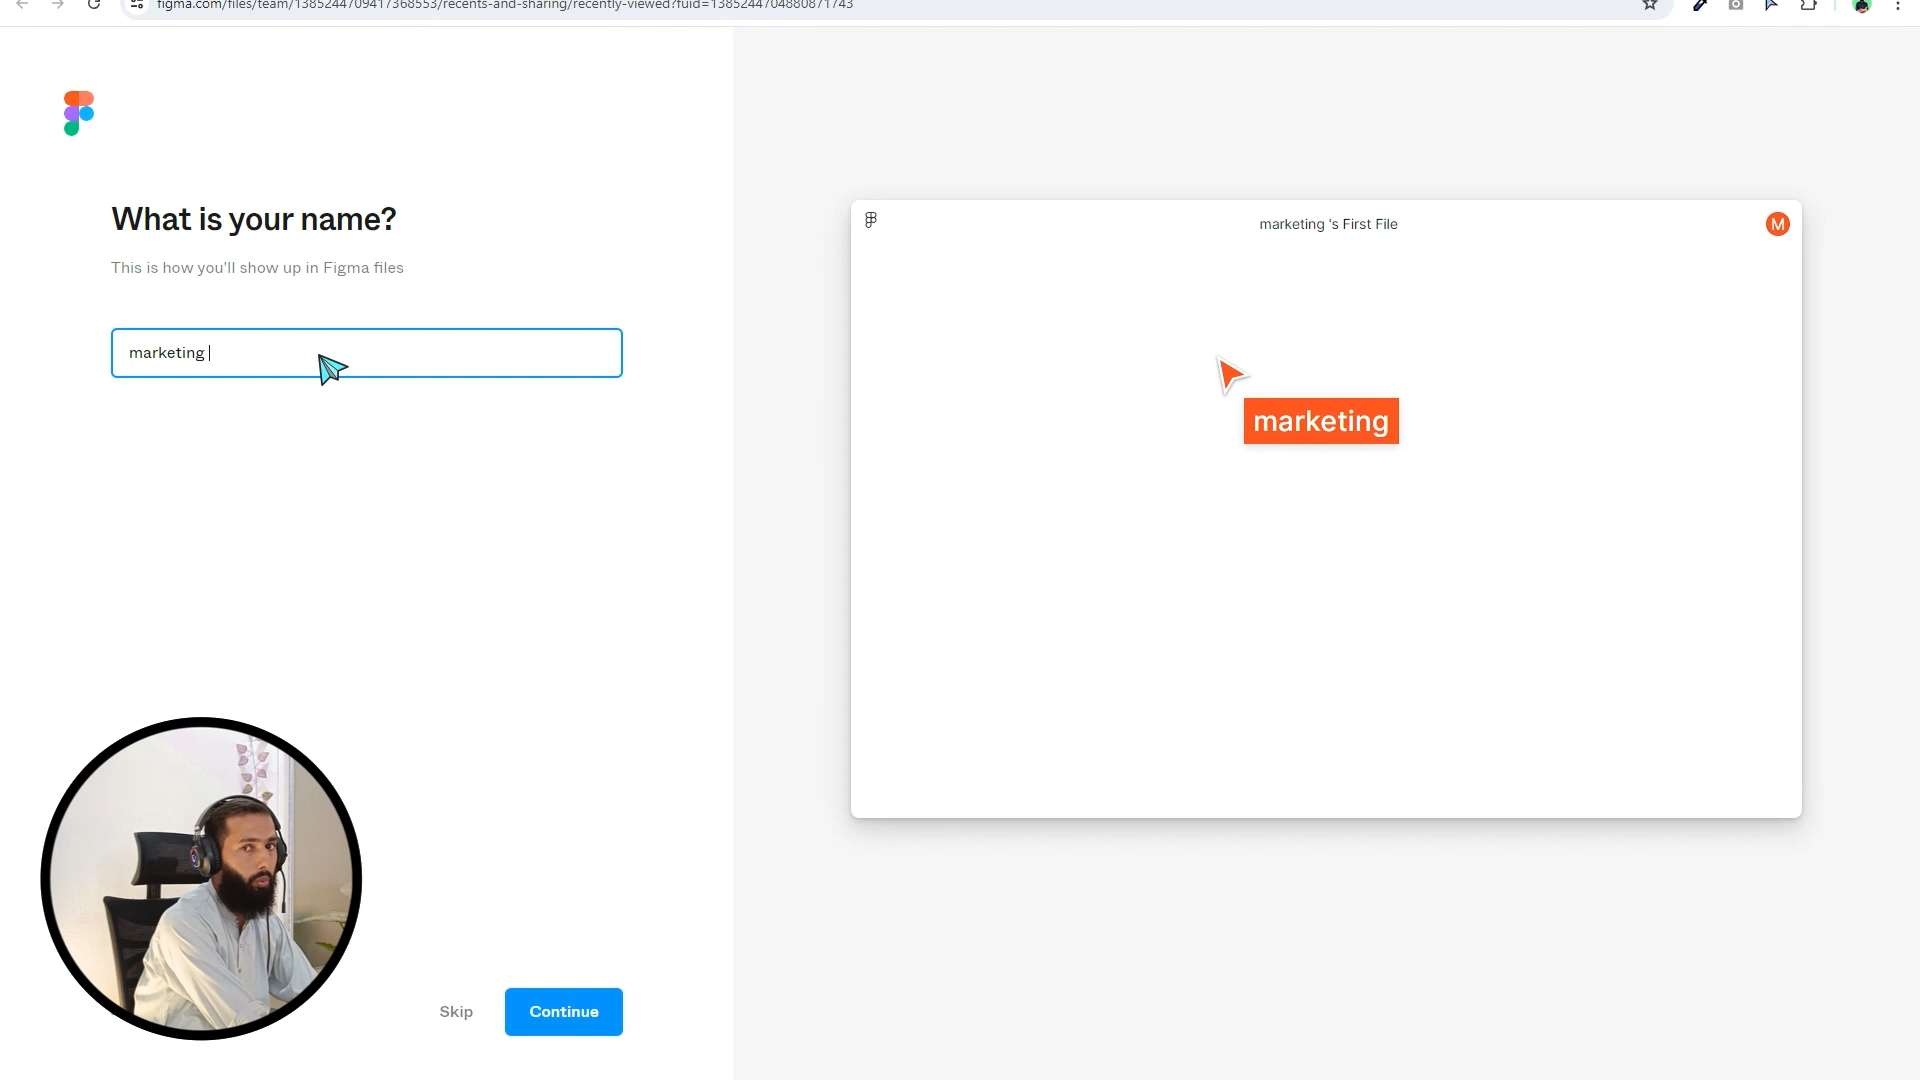 figma.com/files/team/1385244709417368553/recents-and-sharing/recently-viewed?fuid=1385244704880871743
What is your name?
This is how you'll show up in Figma files
marketing
Skip
Continue
marketing 's First File
M
marketing